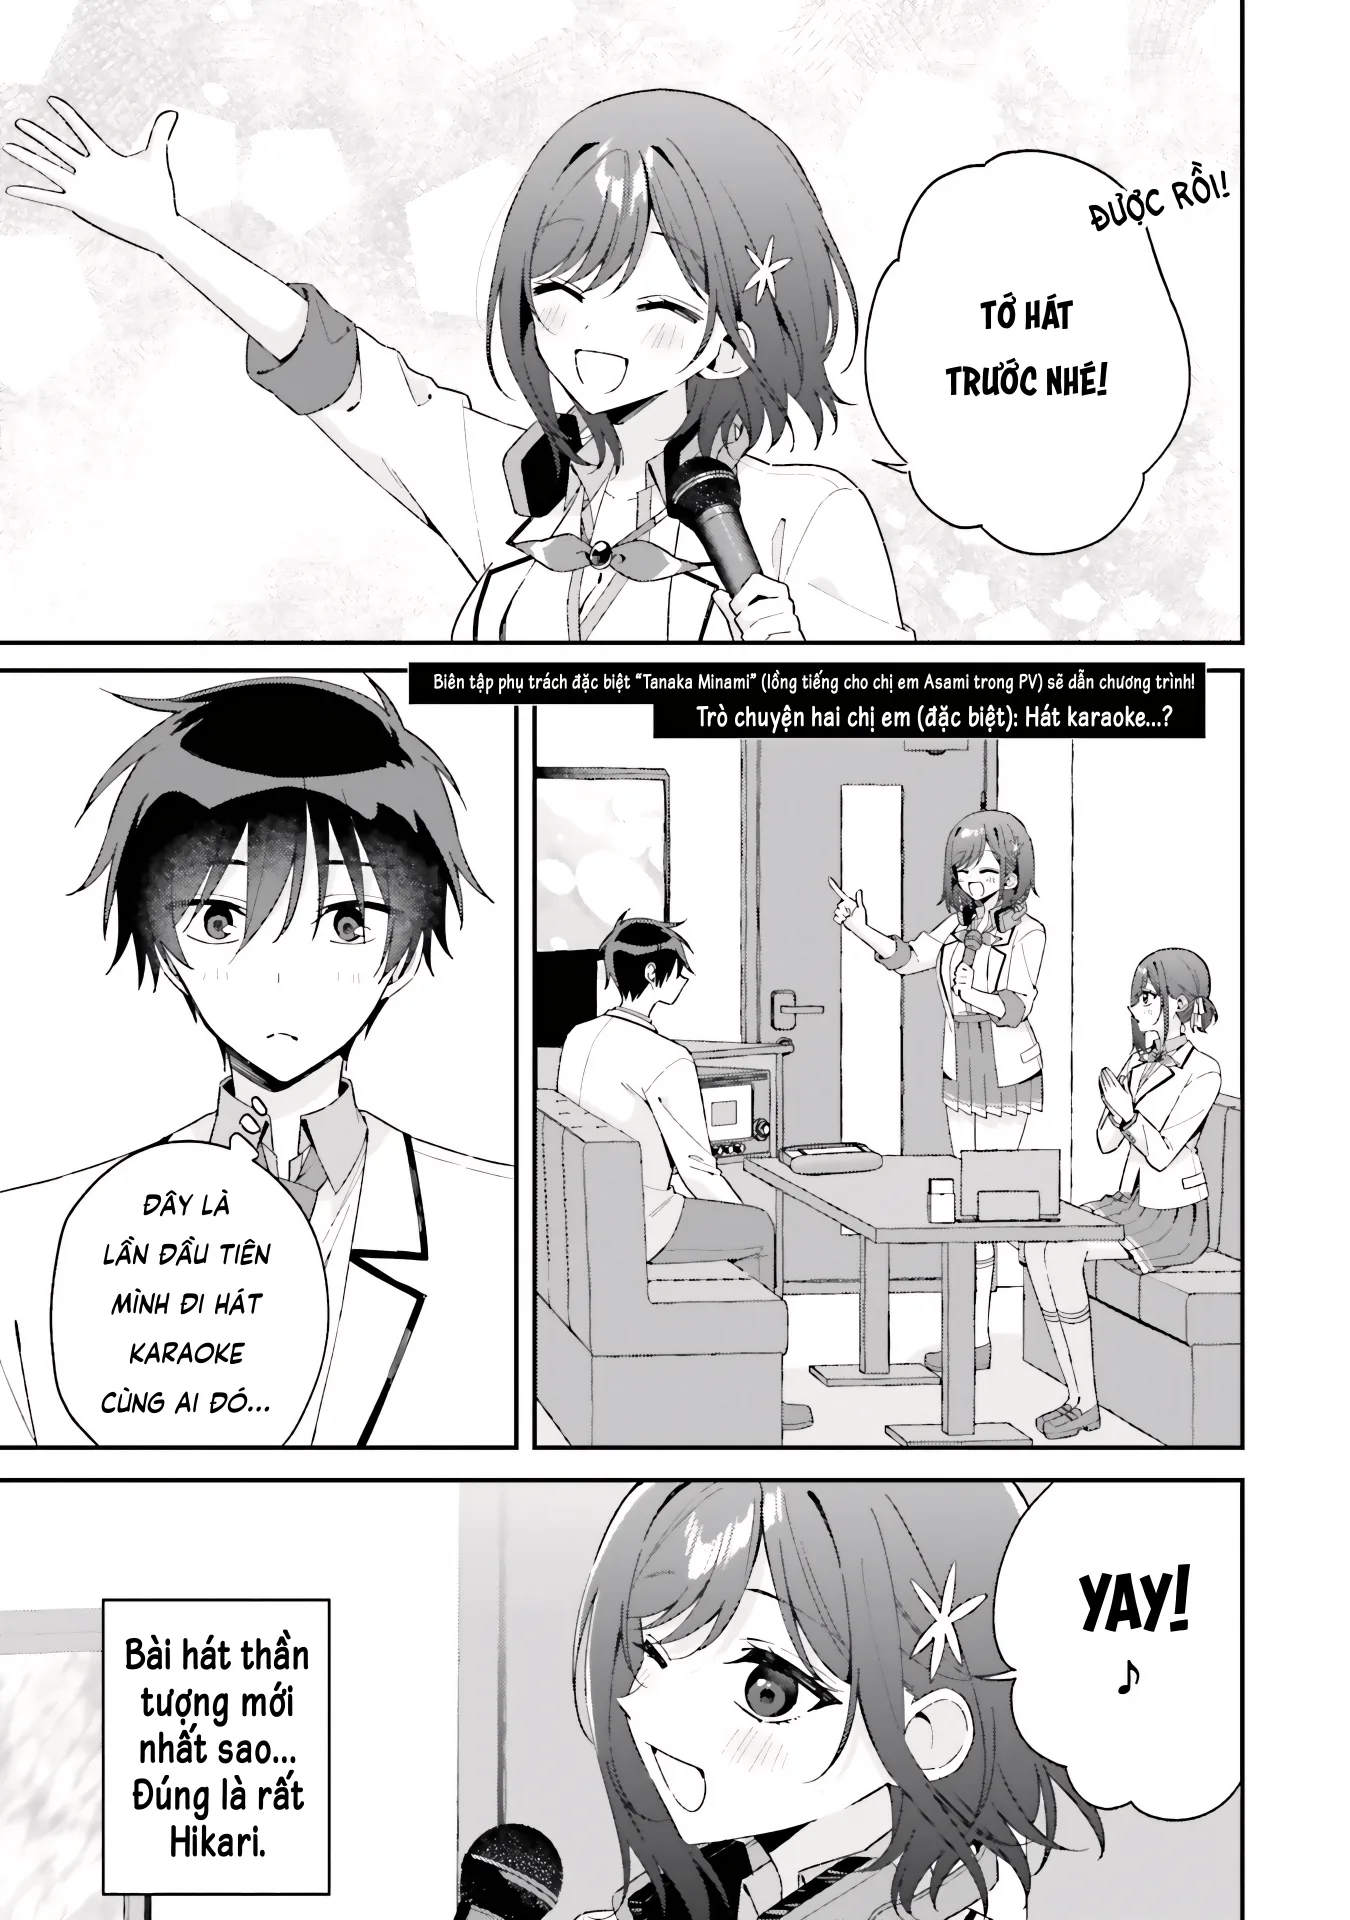 ĐƯỢC RỒI!
TỚ HÁT
TRƯỚC NHÉ!
Biên tập phụ trách đặc biệt “Tanaka Minami” (lồng tiếng cho chị em Asami trong PV) sẽ dẫn chương trình!
Trò chuyện hai chị em (đặc biệt): Hát karaoke...?
ĐÂY LÀ
LẦN ĐẦU TIÊN
MÌNH ĐI HÁT
KARAOKE
CÙNG AI ĐÓ...
YAY!
♪
Bài hát thần
tượng mới
nhất sao...
Đúng là rất
Hikari.